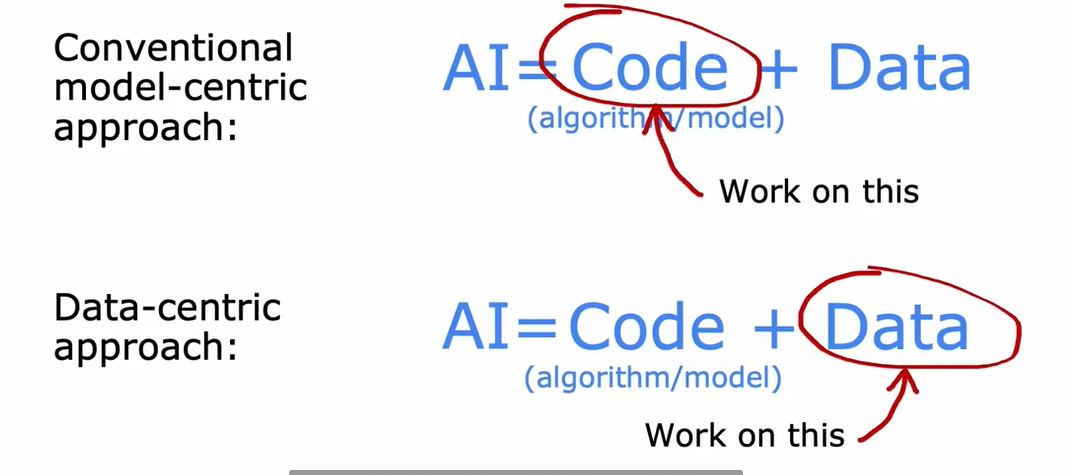 Conventional
model-centric
approach:
AI= Code + Data
(algorithm/model)
Work on this
Data-centric
approach:
AI= Code + Data
(algorithm/model)
Work on this